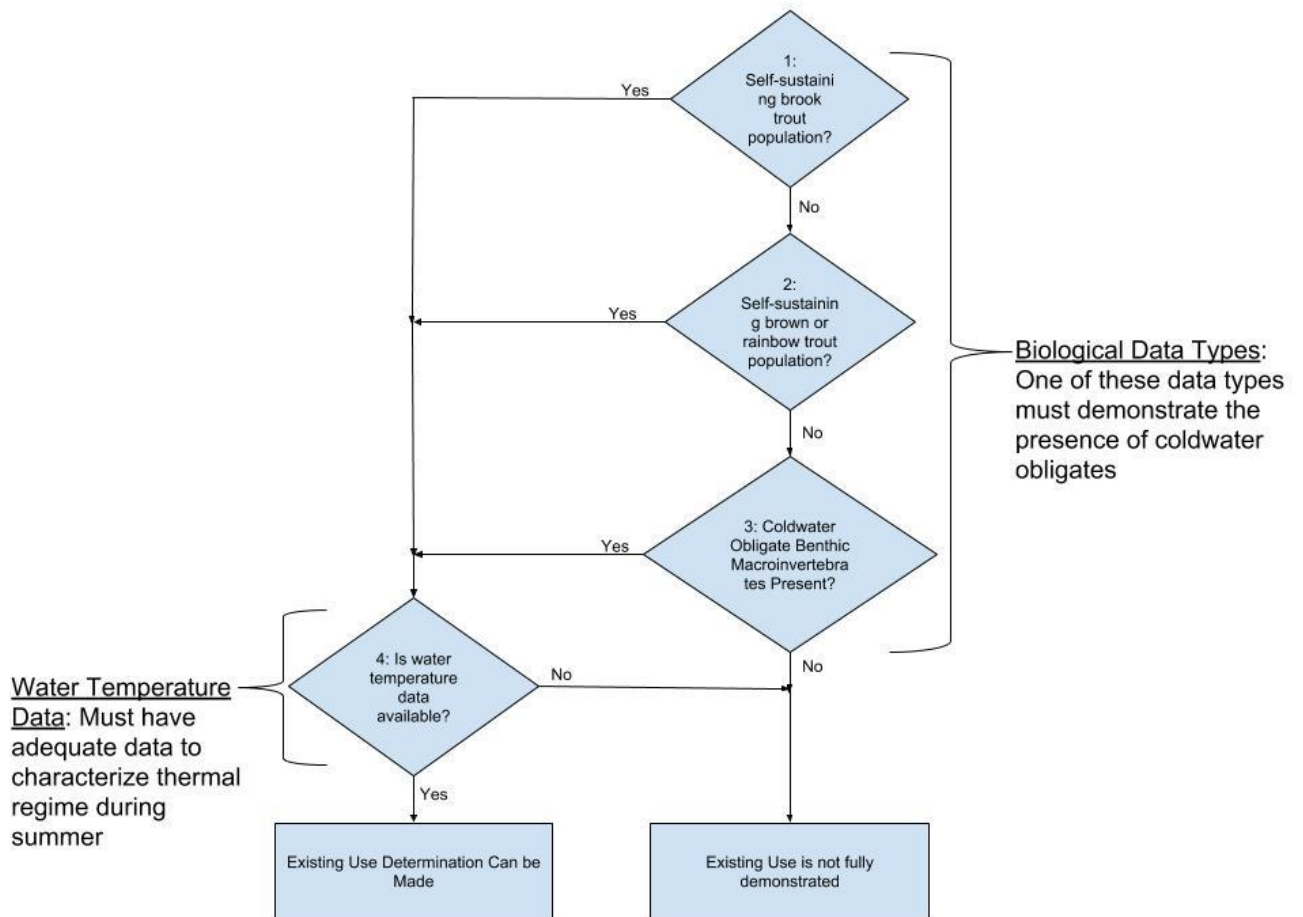 1:
Self-sustaini
ng brook
trout
population?
Yes
No
2:
Self-sustainin
g brown or
rainbow trout
population?
Yes
No
Biological Data Types:
One of these data types
must demonstrate the
presence of coldwater
obligates
3: Coldwater
Obligate Benthic
Macroinvertebra
tes Present?
Yes
No
4: Is water
temperature
data
available?
No
Yes
Water Temperature
Data: Must have
adequate data to
characterize thermal
regime during
summer
Existing Use Determination Can be
Made
Existing Use is not fully
demonstrated